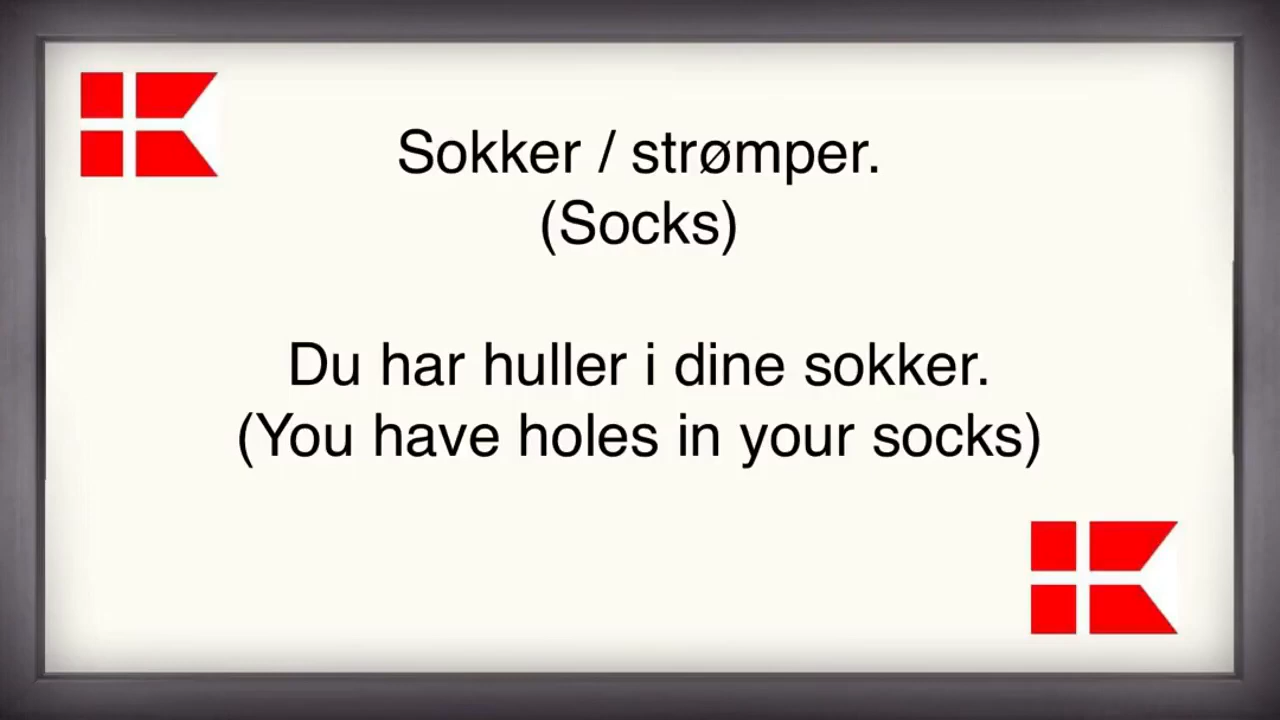 Sokker / strømper.
(Socks)
Du har huller i dine sokker.
(You have holes in your socks)